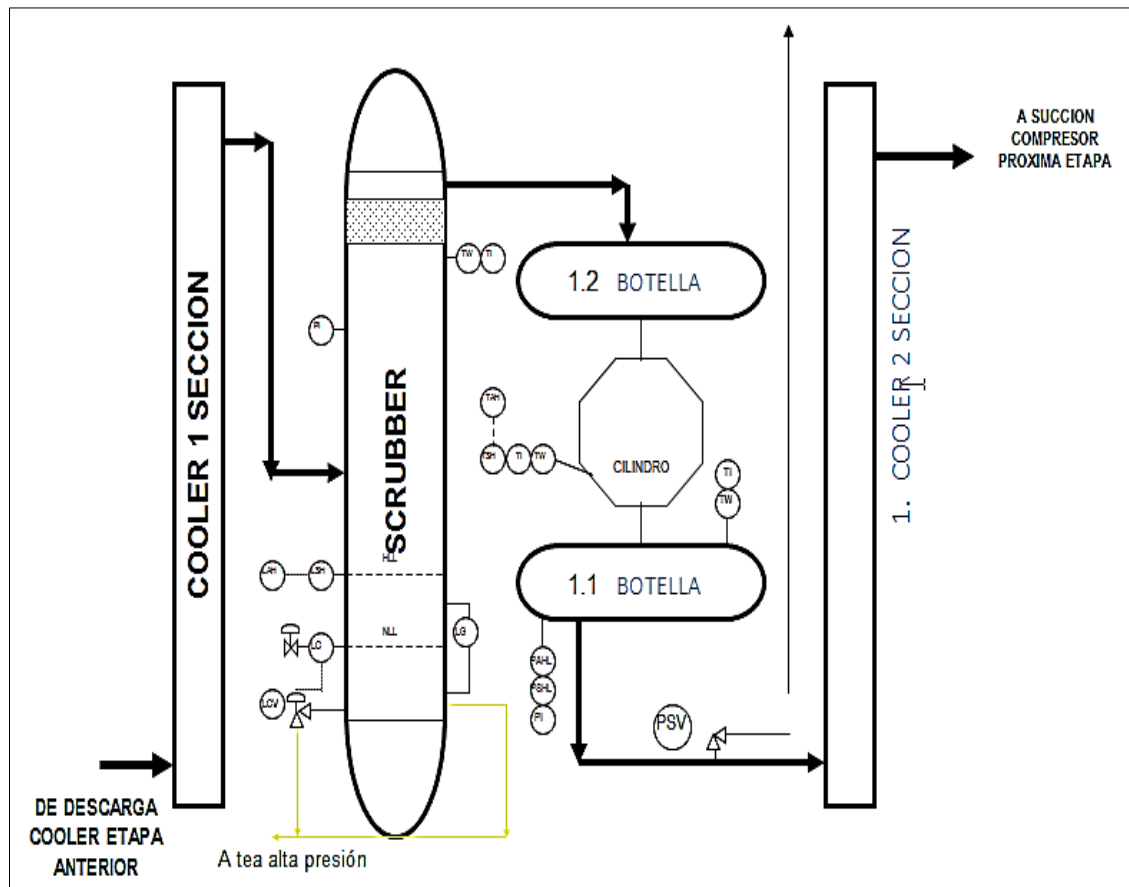 COOLER 1 SECCION
DE DESCARGA
COOLER ETAPA
ANTERIOR
SCRUBBER
TW
TI
PI
HLL
LAH
LSH
NLL
LC
LG
LCV
A tea alta presión
1.2 BOTELLA
TAH
TSH
TI
TW
CILINDRO
TI
TW
1.1 BOTELLA
PAHL
PSHL
PI
PSV
1. COOLER 2 SECCION
A SUCCION
COMPRESOR
PROXIMA ETAPA